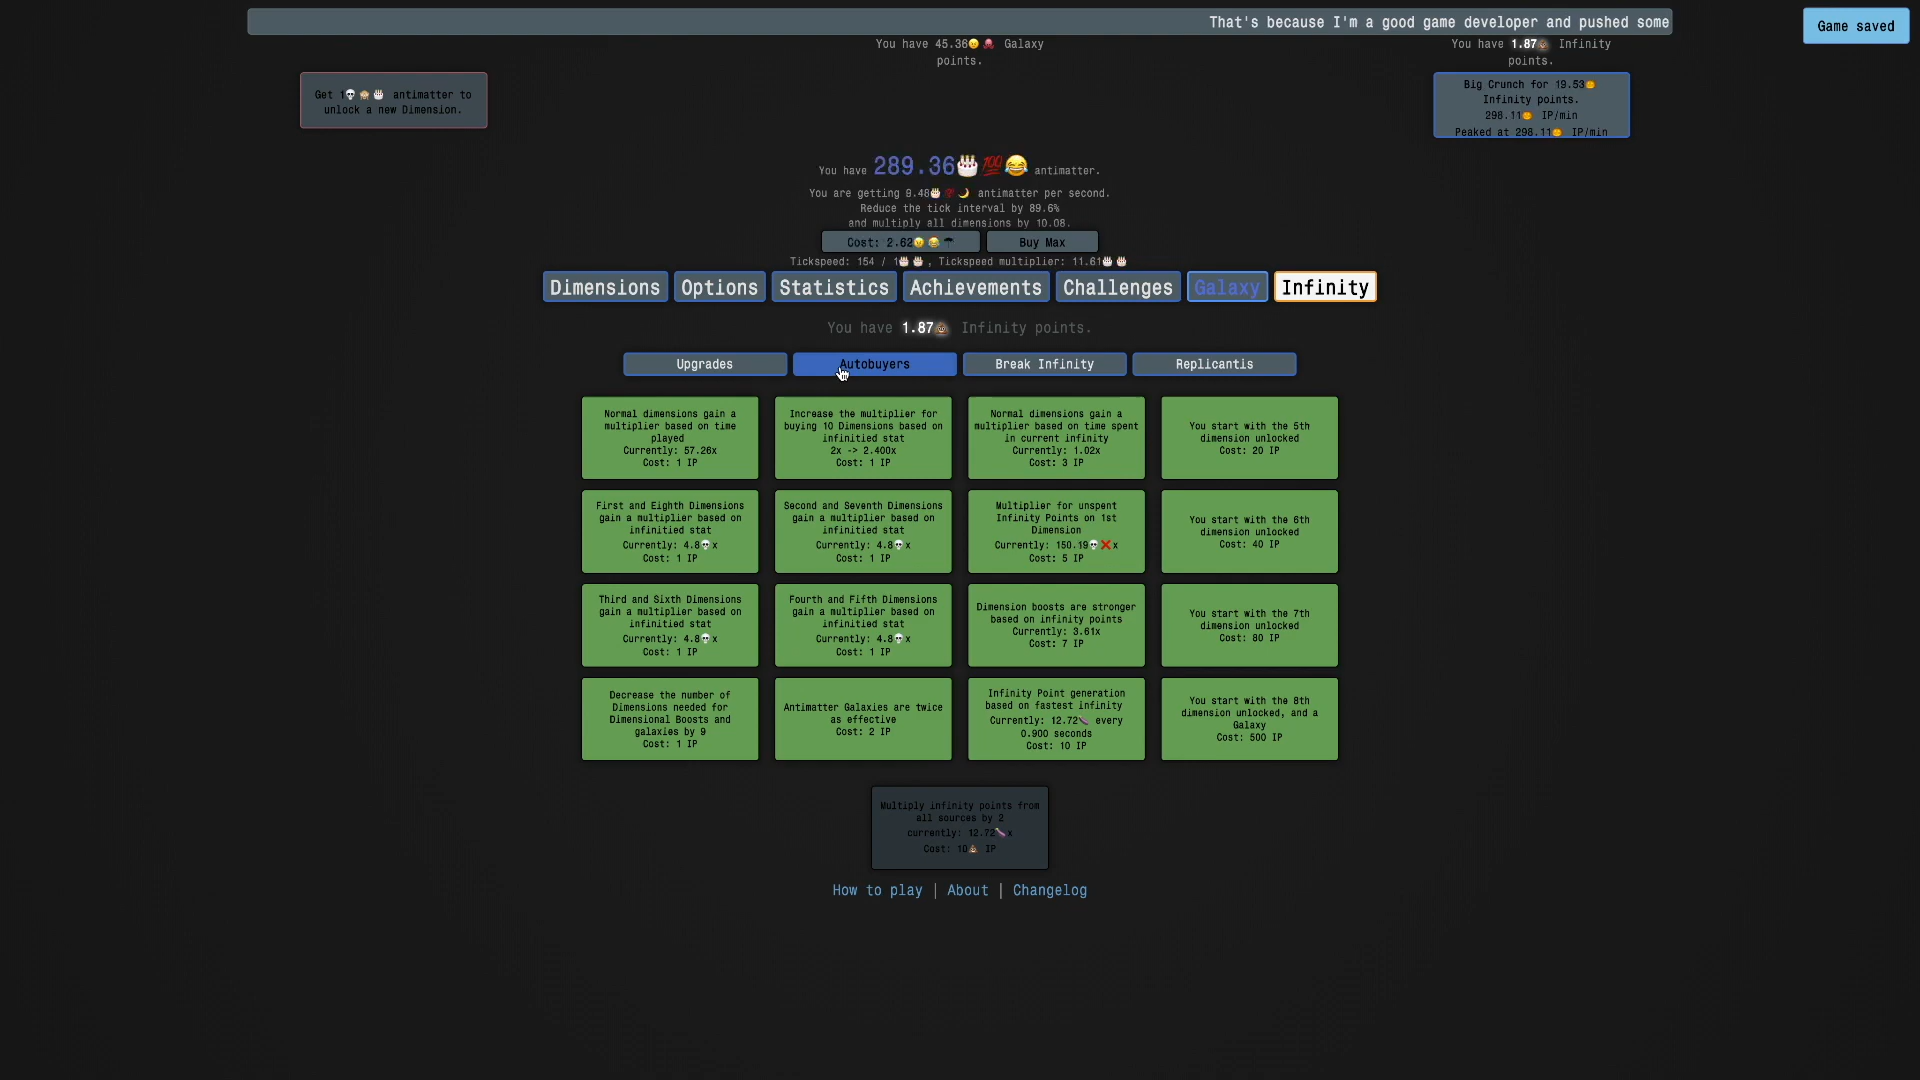 That's because I'm a good game developer and pushed some
Game saved
You have 45.36😠🐙 Galaxy
points.
You have 1.87💩 Infinity
points.
Get 1💀🙈🎂 antimatter to
unlock a new Dimension.
Big Crunch for 19.53🎃
Infinity points.
298.11🎃 IP/min
Peaked at 298.11🎃 IP/min
You have 289.36🎂💯😂 antimatter.
You are getting 9.48🎂❓🌙 antimatter per second.
Reduce the tick interval by 89.6%
and multiply all dimensions by 10.08.
Cost: 2.62😠😂☂
Buy Max
Tickspeed: 154 / 1🎂🎂, Tickspeed multiplier: 11.61🎂🎂
Dimensions
Options
Statistics
Achievements
Challenges
Galaxy
Infinity
You have 1.87💩 Infinity points.
Upgrades
Autobuyers
Break Infinity
Replicantis
Normal dimensions gain a
multiplier based on time
played
Currently: 57.26x
Cost: 1 IP
Increase the multiplier for
buying 10 Dimensions based on
infinitied stat
2x -> 2.400x
Cost: 1 IP
Normal dimensions gain a
multiplier based on time spent
in current infinity
Currently: 1.02x
Cost: 3 IP
You start with the 5th
dimension unlocked
Cost: 20 IP
First and Eighth Dimensions
gain a multiplier based on
infinitied stat
Currently: 4.8💀x
Cost: 1 IP
Second and Seventh Dimensions
gain a multiplier based on
infinitied stat
Currently: 4.8💀x
Cost: 1 IP
Multiplier for unspent
Infinity Points on 1st
Dimension
Currently: 150.19💀❌x
Cost: 5 IP
You start with the 6th
dimension unlocked
Cost: 40 IP
Third and Sixth Dimensions
gain a multiplier based on
infinitied stat
Currently: 4.8💀x
Cost: 1 IP
Fourth and Fifth Dimensions
gain a multiplier based on
infinitied stat
Currently: 4.8💀x
Cost: 1 IP
Dimension boosts are stronger
based on infinity points
Currently: 3.61x
Cost: 7 IP
You start with the 7th
dimension unlocked
Cost: 80 IP
Decrease the number of
Dimensions needed for
Dimensional Boosts and
galaxies by 9
Cost: 1 IP
Antimatter Galaxies are twice
as effective
Cost: 2 IP
Infinity Point generation
based on fastest infinity
Currently: 12.72🍆 every
0.900 seconds
Cost: 10 IP
You start with the 8th
dimension unlocked, and a
Galaxy
Cost: 500 IP
Multiply infinity points from
all sources by 2
currently: 12.72🍆x
Cost: 10💩 IP
How to play | About | Changelog